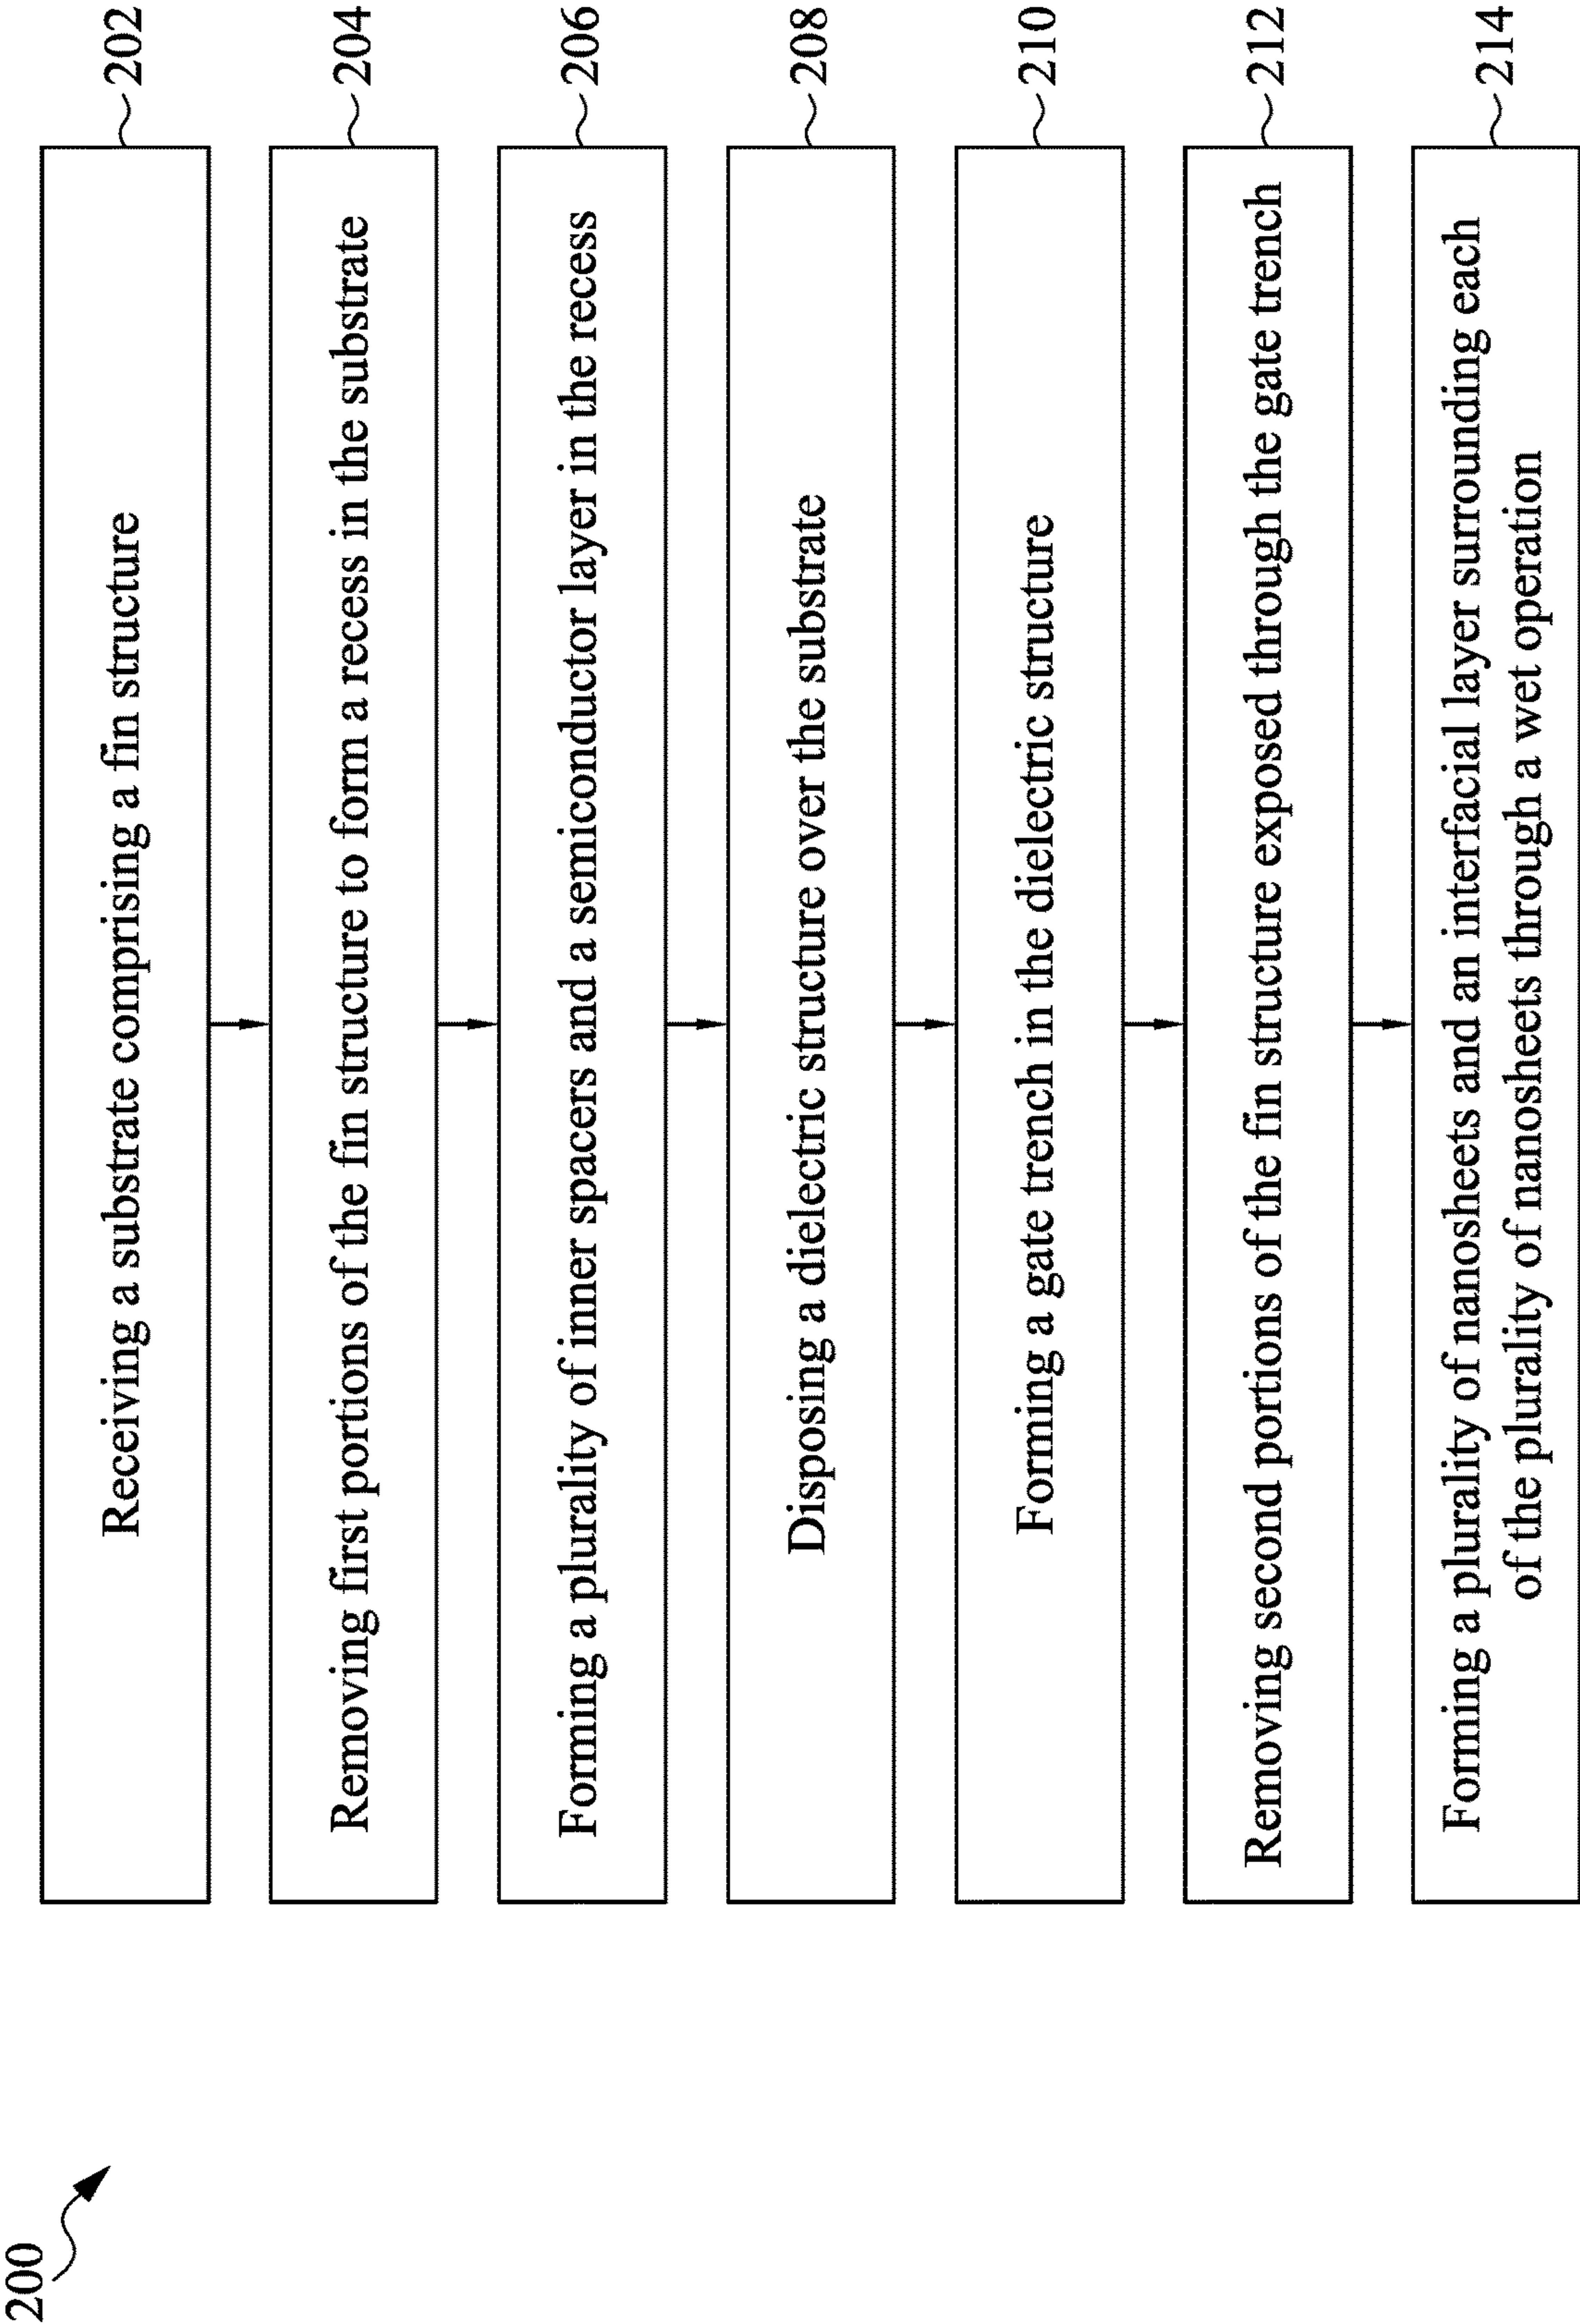 200
Receiving a substrate comprising a fin structure
202
Removing first portions of the fin structure to form a recess in the substrate
204
Forming a plurality of inner spacers and a semiconductor layer in the recess
206
Disposing a dielectric structure over the substrate
208
Forming a gate trench in the dielectric structure
210
Removing second portions of the fin structure exposed through the gate trench
212
Forming a plurality of nanosheets and an interfacial layer surrounding each
of the plurality of nanosheets through a wet operation
214